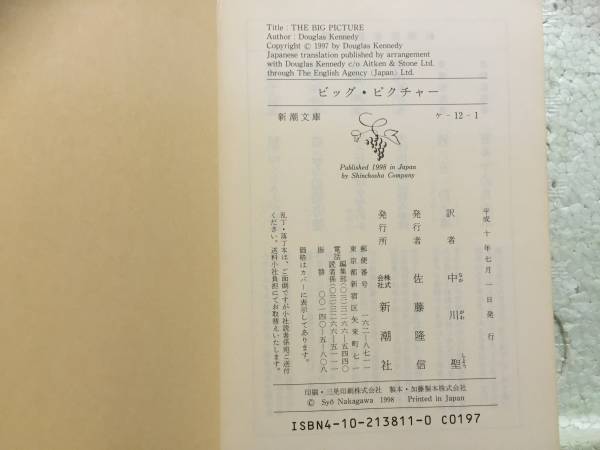 Title : THE BIG PICTURE
Author : Douglas Kennedy
Copyright © 1997 by Douglas Kennedy
Japanese translation published by arrangement
with Douglas Kennedy c/o Aitken & Stone Ltd.
through The English Agency (Japan) Ltd.
ビッグ・ピクチャー
新潮文庫
ケ-12-1
Published 1998 in Japan
by Shinchosha Company
平成十年七月一日発行
訳者 中川聖
なか がわ しょう
発行者 佐藤隆信
発行所 株式会社 新潮社
郵便番号 一六二-八七一一
東京都新宿区矢来町七一
電話 編集部(〇三)三二六六-五四四〇
読者係(〇三)三二六六-五一一一
振替 〇〇一四〇-五-八〇八
価格はカバーに表示してあります。
乱丁・落丁本は、ご面倒ですが小社読者係宛ご送付
ください。送料小社負担にてお取替えいたします。
印刷・三晃印刷株式会社 製本・加藤製本株式会社
© Syô Nakagawa 1998 Printed in Japan
ISBN4-10-213811-0 C0197